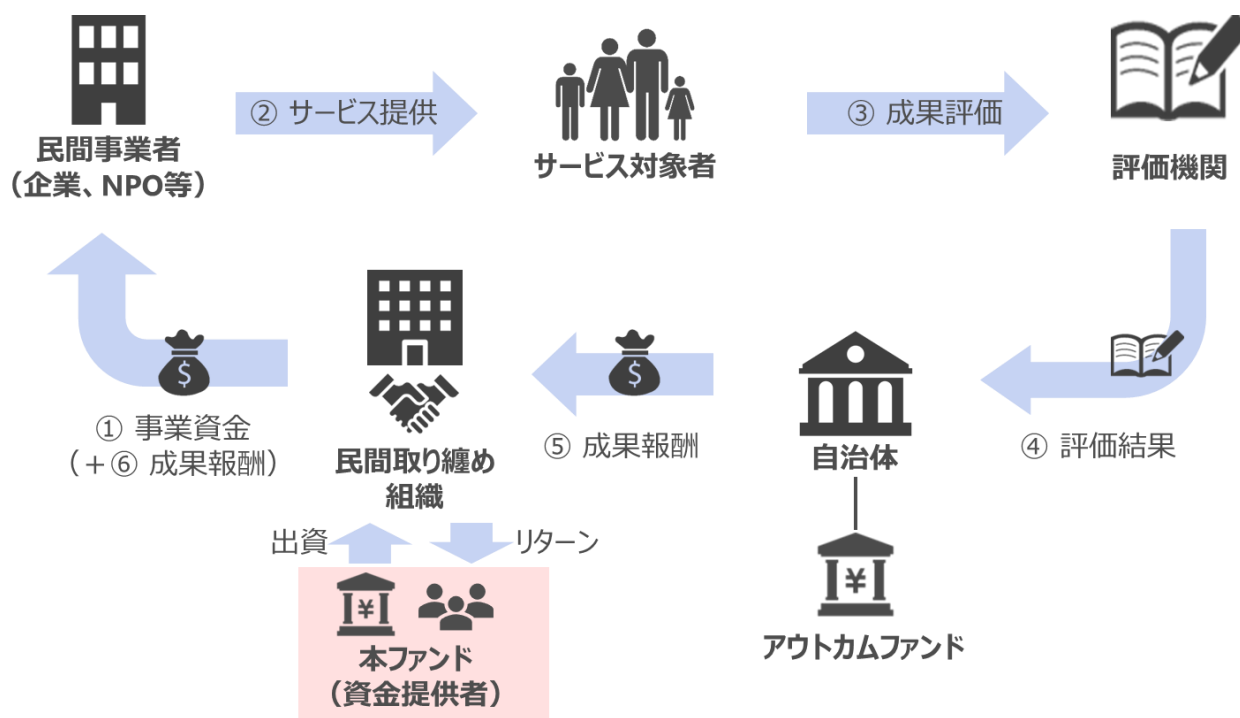 ② サービス提供
③ 成果評価
民間事業者
（企業、NPO等）
サービス対象者
評価機関
$
$
① 事業資金
（＋⑥ 成果報酬）
民間取り纏め
組織
⑤ 成果報酬
自治体
④ 評価結果
出資
リターン
¥
¥
本ファンド
（資金提供者）
アウトカムファンド